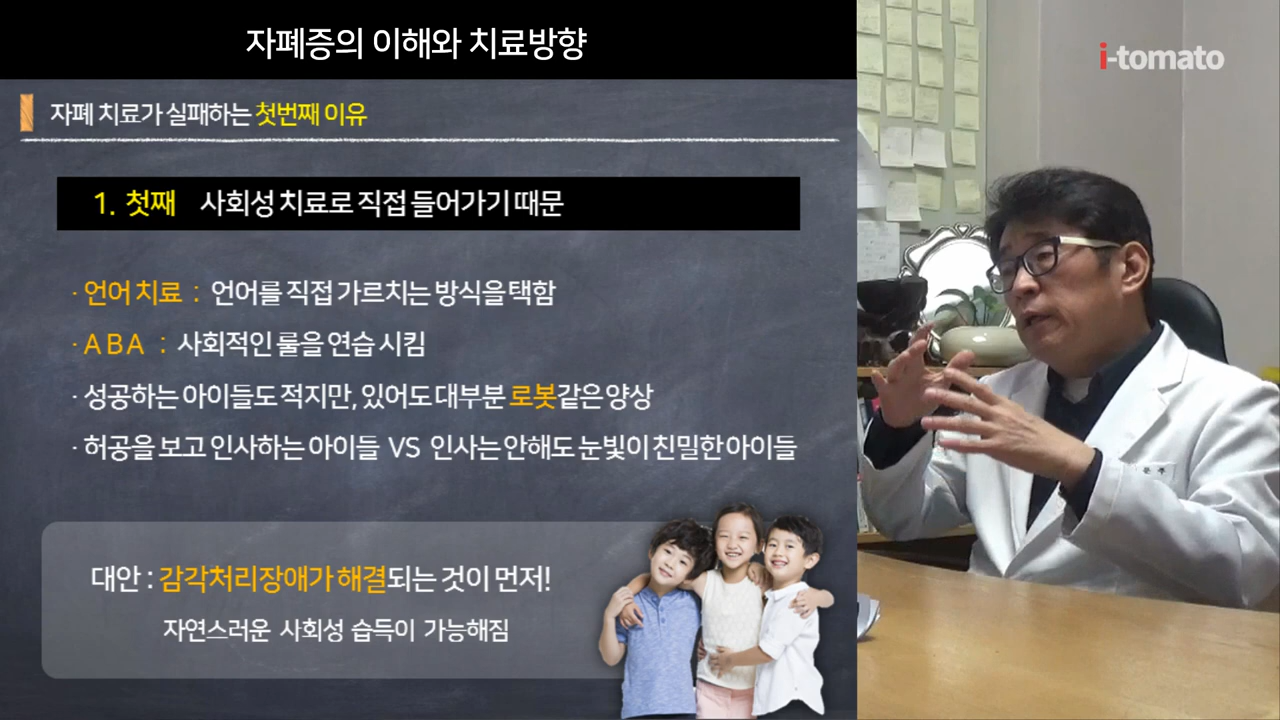 자폐증의 이해와 치료방향
i-tomato
자폐 치료가 실패하는 첫번째 이유
1. 첫째 사회성 치료로 직접 들어가기 때문
· 언어 치료 : 언어를 직접 가르치는 방식을 택함
· A B A : 사회적인 룰을 연습 시킴
· 성공하는 아이들도 적지만, 있어도 대부분 로봇같은 양상
· 허공을 보고 인사하는 아이들 VS 인사는 안해도 눈빛이 친밀한 아이들
대안 : 감각처리장애가 해결되는 것이 먼저!
자연스러운 사회성 습득이 가능해짐